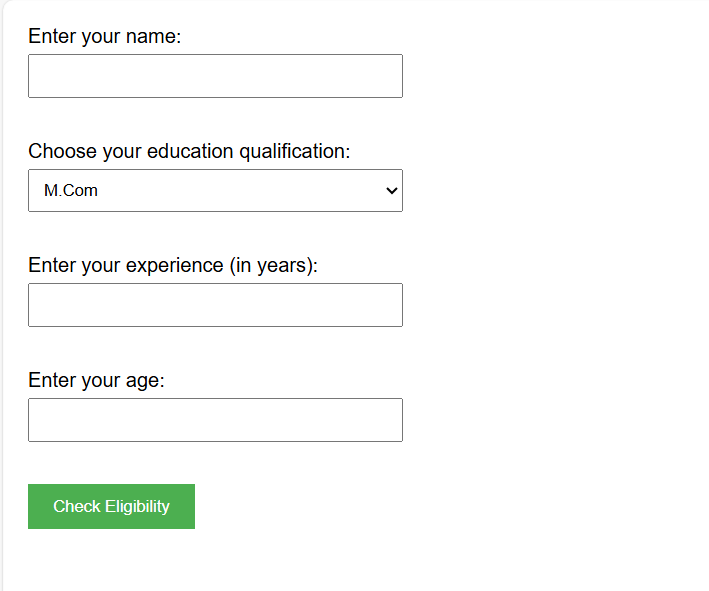 Enter your name:
Choose your education qualification:
M.Com
Enter your experience (in years):
Enter your age:
Check Eligibility